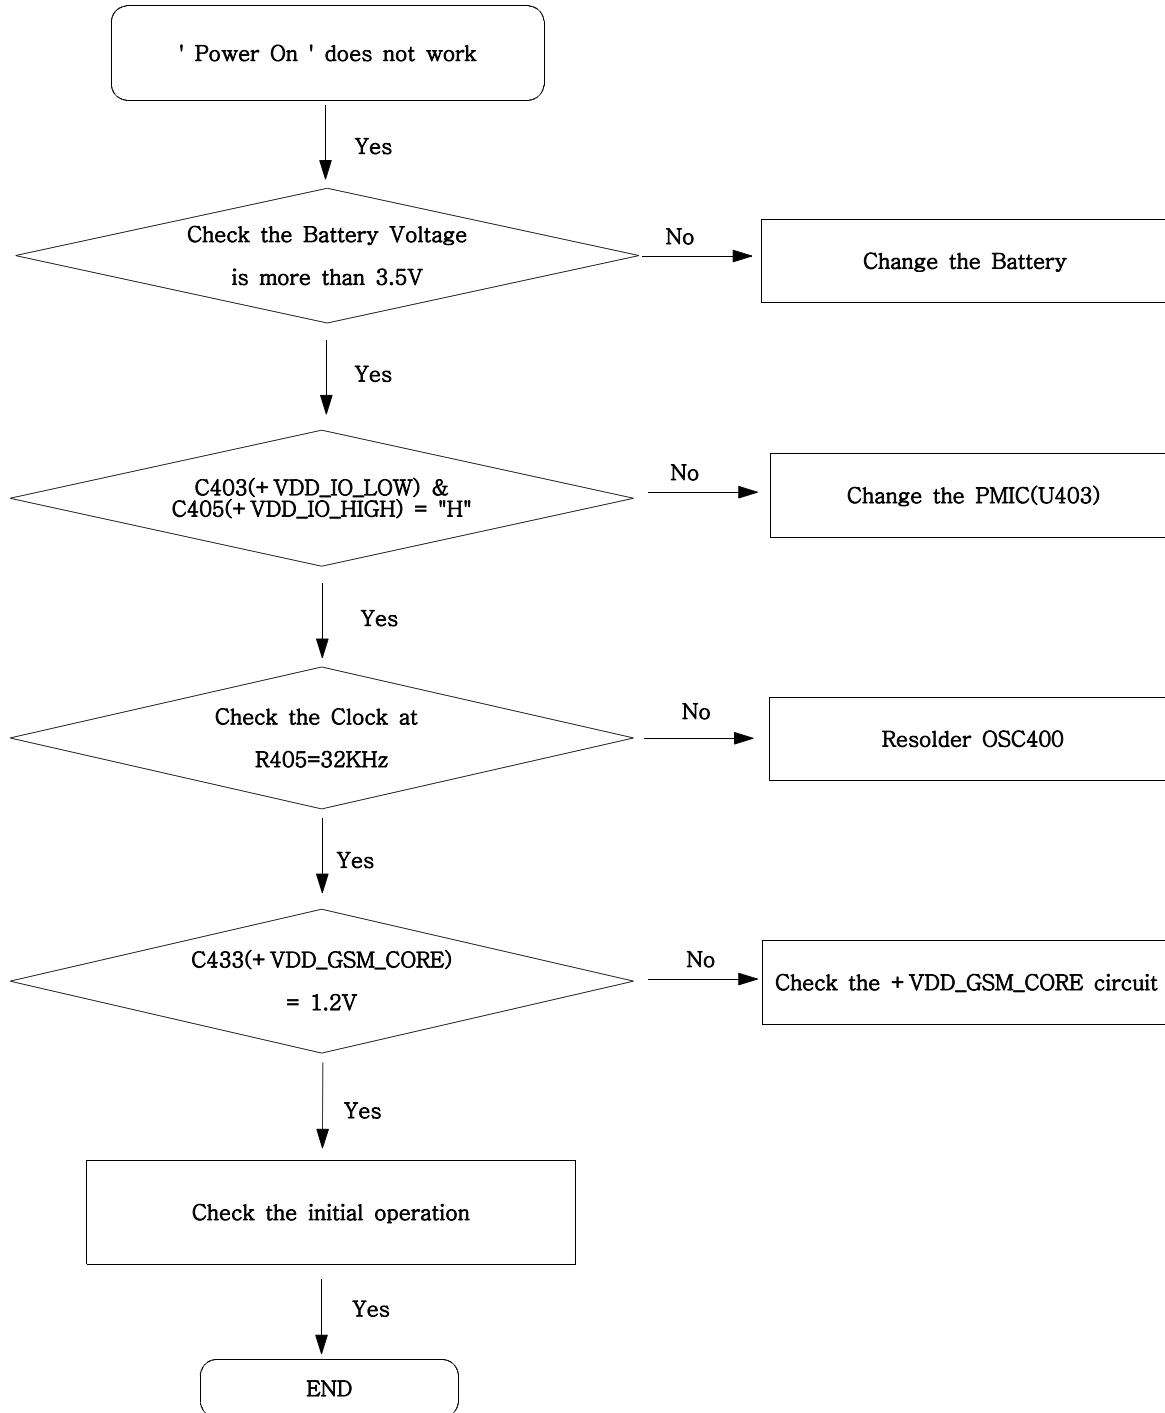 ' Power On ' does not work
Yes
Check the Battery Voltage
is more than 3.5V
No
Change the Battery
Yes
C403(+VDD_IO_LOW) &
C405(+VDD_IO_HIGH) = "H"
No
Change the PMIC(U403)
Yes
Check the Clock at
R405=32KHz
No
Resolder OSC400
Yes
C433(+VDD_GSM_CORE)
= 1.2V
No
Check the +VDD_GSM_CORE circuit
Yes
Check the initial operation
Yes
END